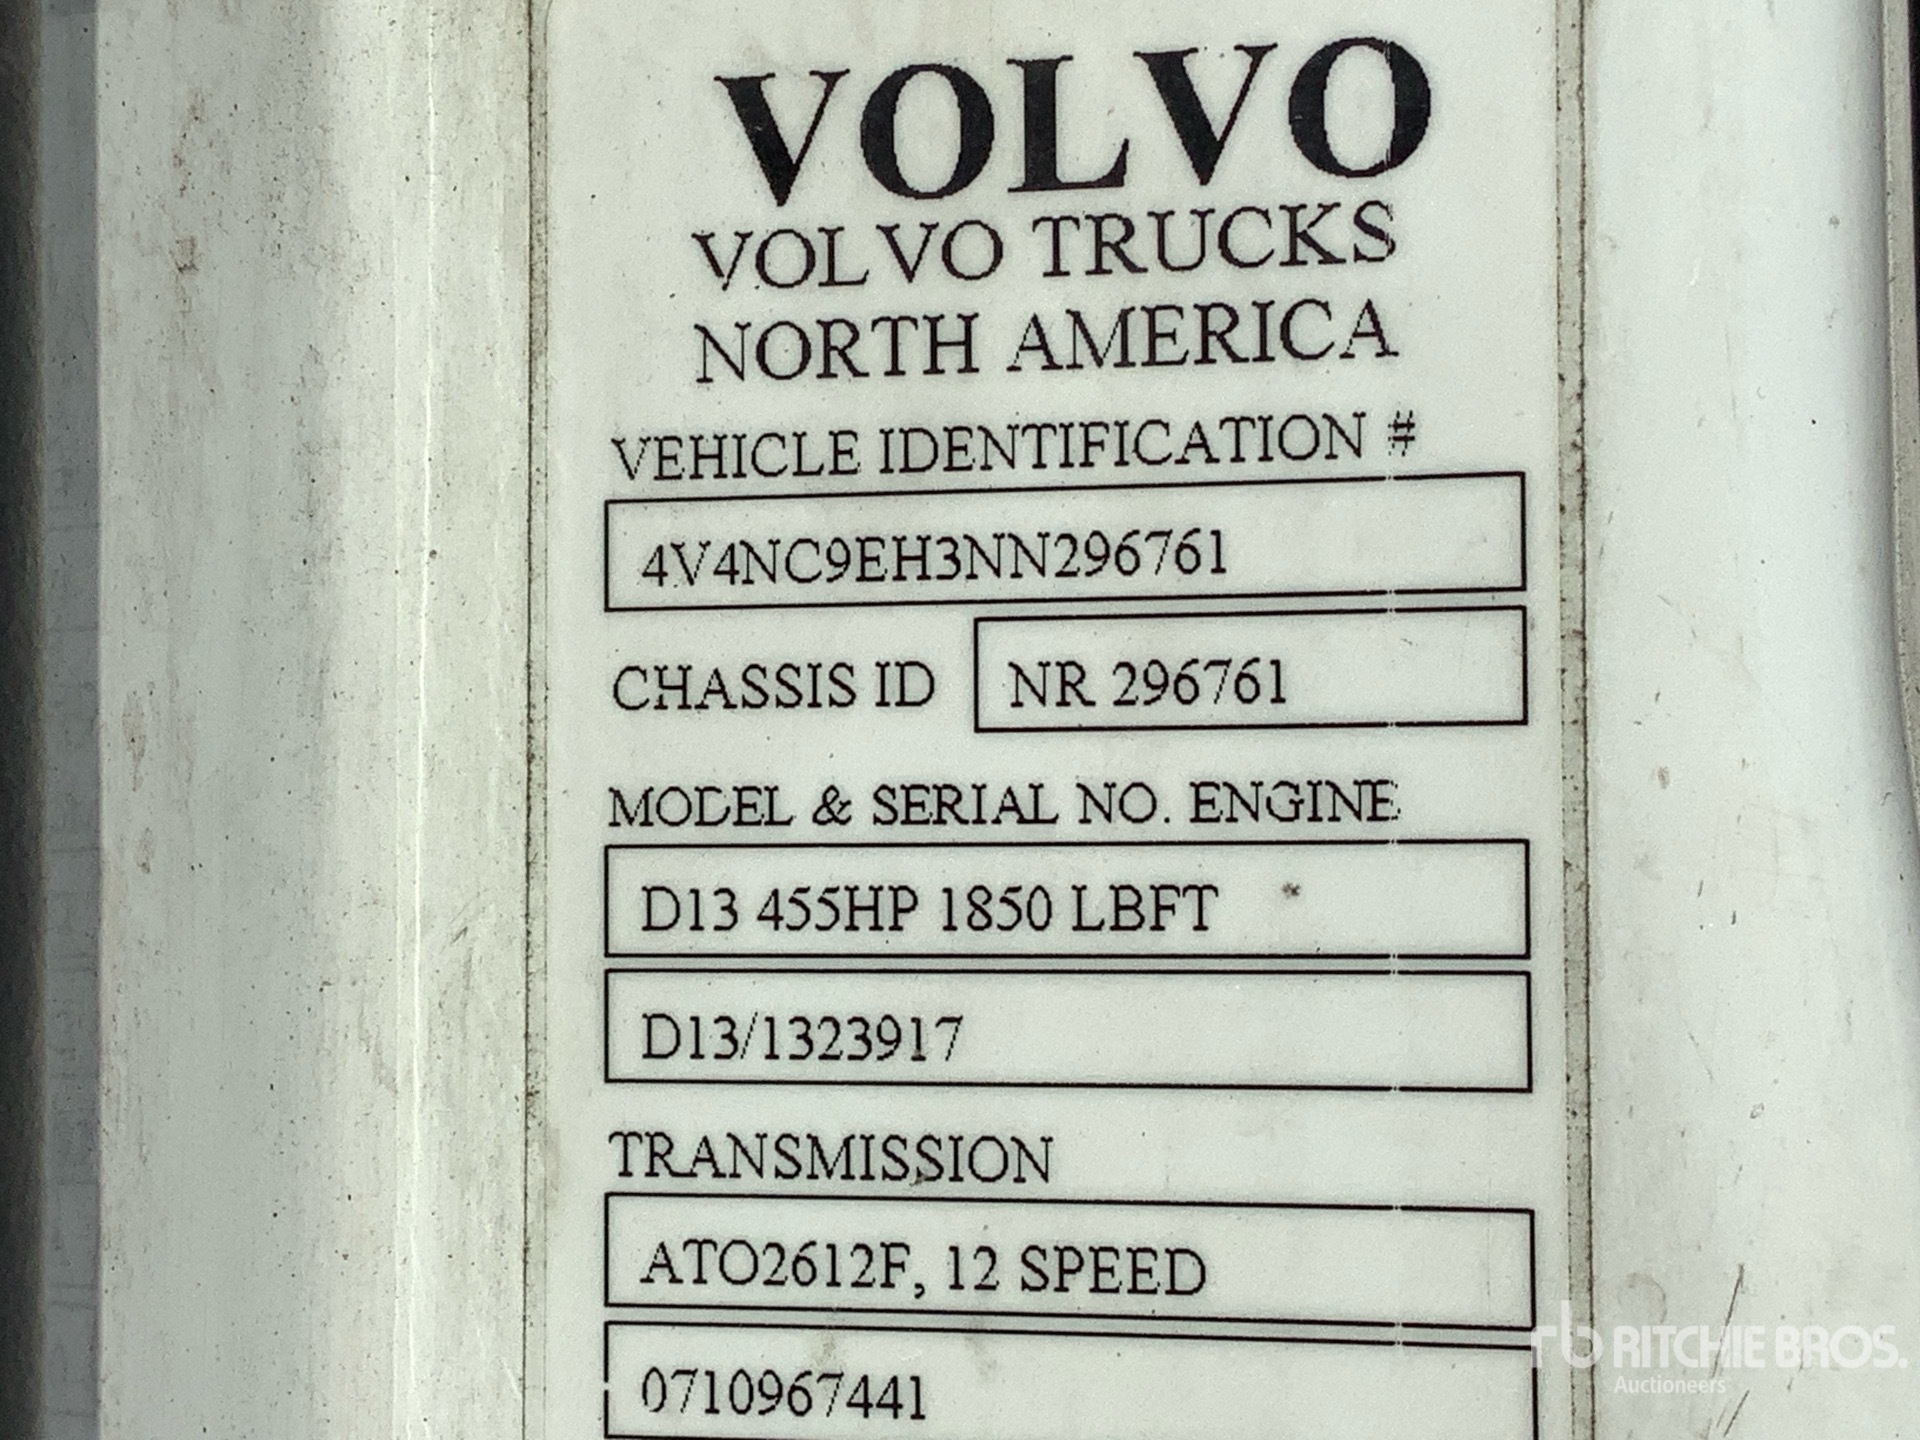 VOLVO
VOLVO TRUCKS
NORTH AMERICA
VEHICLE IDENTIFICATION #
4V4NC9EH3NN296761
CHASSIS ID NR 296761
MODEL & SERIAL NO. ENGINE
D13 455HP 1850 LBFT
D13/1323917
TRANSMISSION
ATO2612F, 12 SPEED
0710967441
rb RITCHIE BROS.
Auctioneers